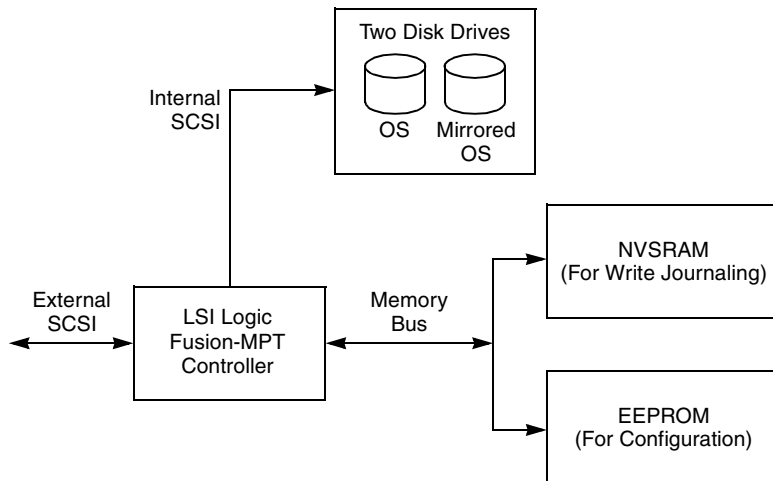 Two Disk Drives
OS
Mirrored
OS
Internal
SCSI
External
SCSI
LSI Logic
Fusion-MPT
Controller
Memory
Bus
NVSRAM
(For Write Journaling)
EEPROM
(For Configuration)